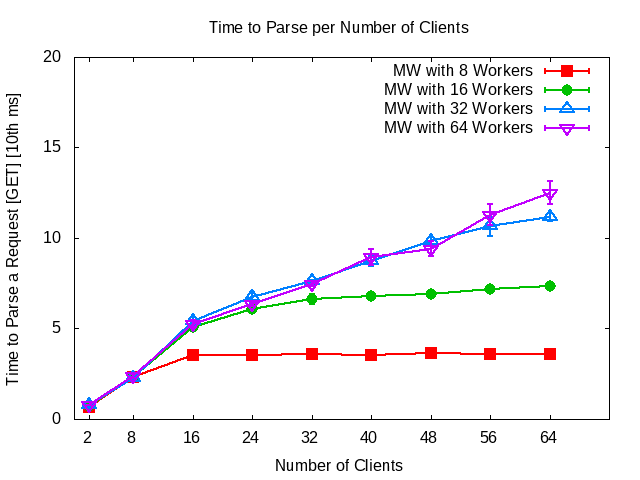 Time to Parse per Number of Clients
Time to Parse a Request [GET] [10th ms]
20
15
10
5
0
MW with 8 Workers
MW with 16 Workers
MW with 32 Workers
MW with 64 Workers
2 8 16 24 32 40 48 56 64
Number of Clients